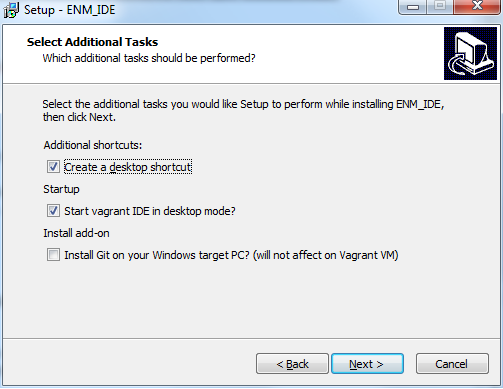 Setup - ENM_IDE
Select Additional Tasks
Which additional tasks should be performed?
Select the additional tasks you would like Setup to perform while installing ENM_IDE,
then click Next.
Additional shortcuts:
Create a desktop shortcut
Startup
Start vagrant IDE in desktop mode?
Install add-on
Install Git on your Windows target PC? (will not affect on Vagrant VM)
< Back
Next >
Cancel